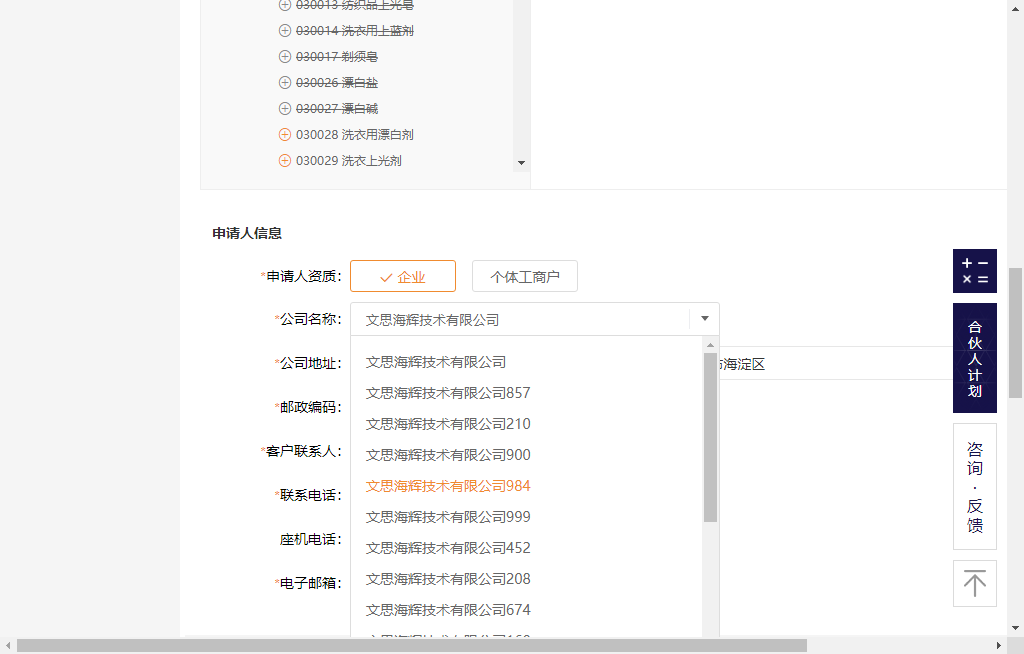 030013 纺织品上光皂
030014 洗衣用上蓝剂
030017 剃须皂
030026 漂白盐
030027 漂白碱
030028 洗衣用漂白剂
030029 洗衣上光剂
申请人信息
*申请人资质：
企业
个体工商户
*公司名称：
文思海辉技术有限公司
*公司地址：
市海淀区
*邮政编码：
*客户联系人：
*联系电话：
座机电话：
*电子邮箱：
文思海辉技术有限公司
文思海辉技术有限公司857
文思海辉技术有限公司210
文思海辉技术有限公司900
文思海辉技术有限公司984
文思海辉技术有限公司999
文思海辉技术有限公司452
文思海辉技术有限公司208
文思海辉技术有限公司674
合伙人计划
咨询·反馈